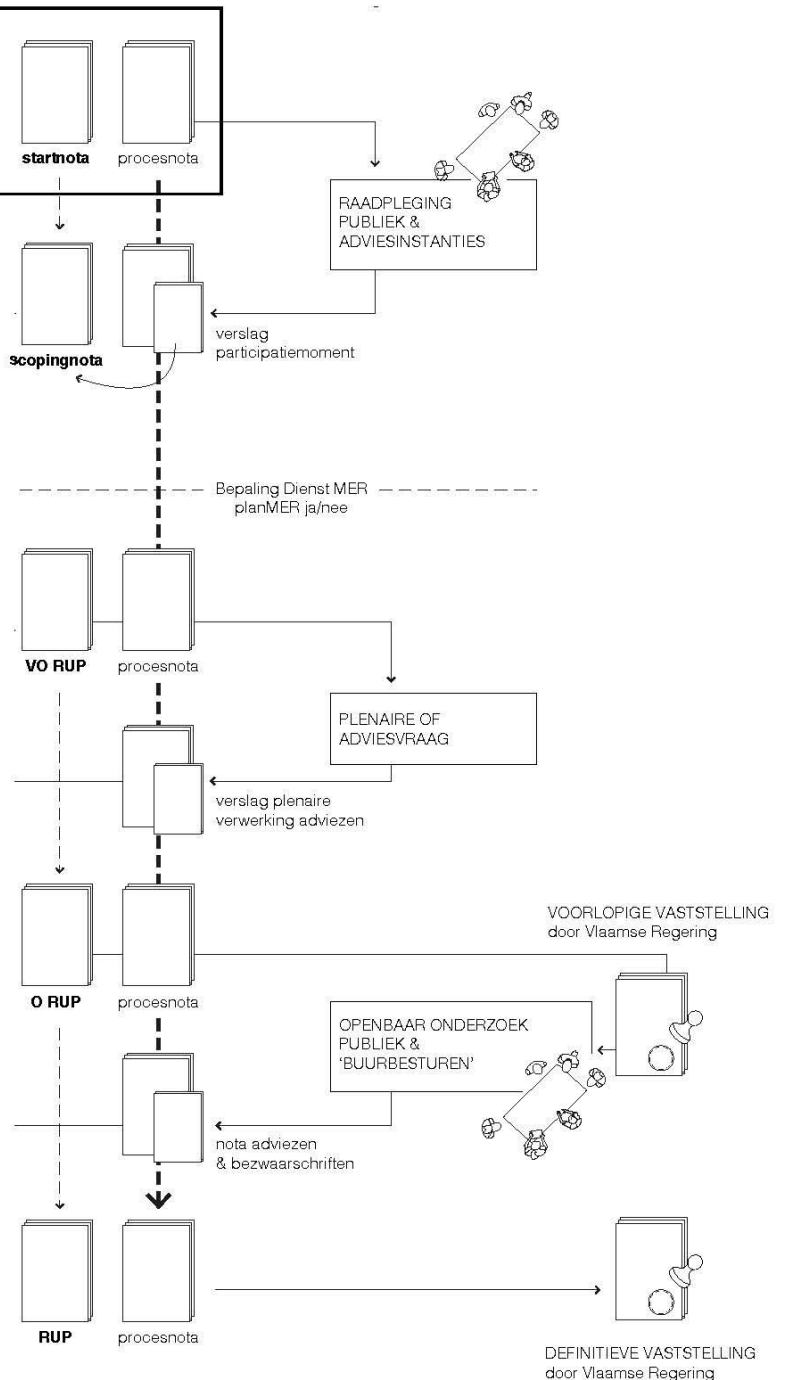 startnota
procesnota
RAADPLEGING
PUBLIEK &
ADVIESINSTANTIES
scopingnota
verslag
participatiemoment
Bepaling Dienst MER
planMER ja/nee
VO RUP
procesnota
PLENAIRE OF
ADVIESVRAAG
verslag plenaire
verwerking adviezen
VOORLOPIGE VASTSTELLING
door Vlaamse Regering
O RUP
procesnota
OPENBAAR ONDERZOEK
PUBLIEK &
‘BUURBESTUREN’
nota adviezen
& bezwaarschriften
RUP
procesnota
DEFINITIEVE VASTSTELLING
door Vlaamse Regering